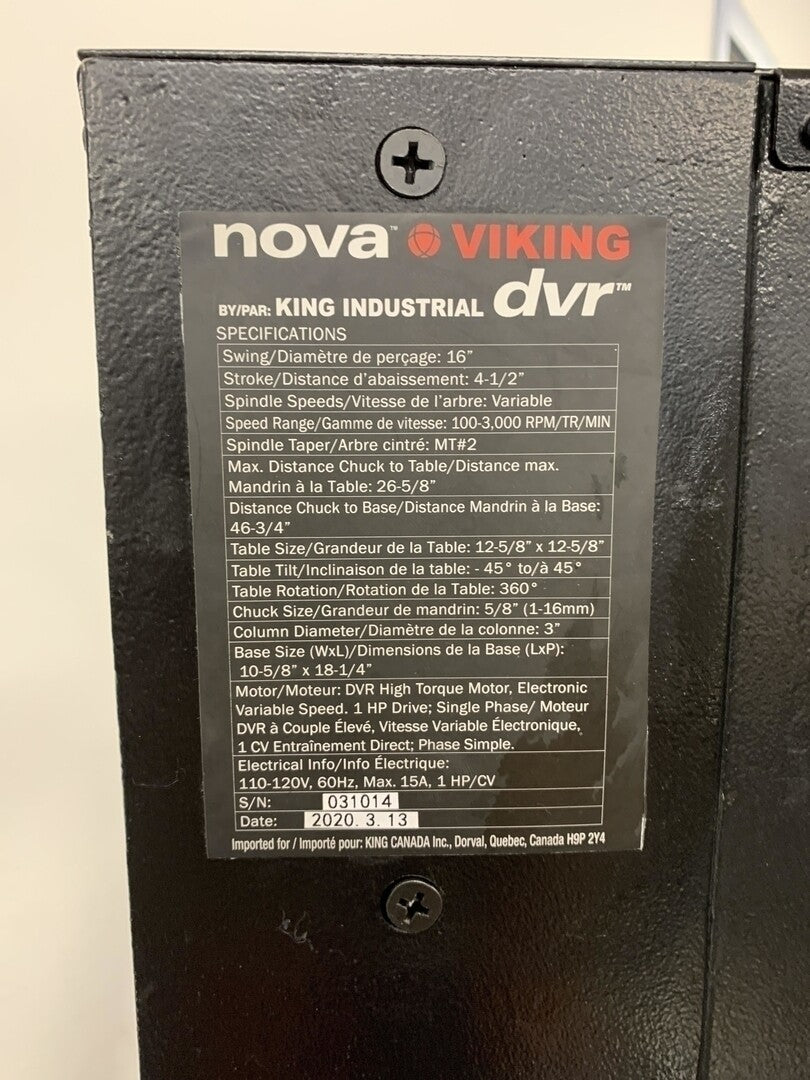 nova™ VIKING
BY/PAR: KING INDUSTRIAL dvr™
SPECIFICATIONS
Swing/Diamètre de perçage: 16”
Stroke/Distance d’abaissement: 4-1/2”
Spindle Speeds/Vitesse de l’arbre: Variable
Speed Range/Gamme de vitesse: 100-3,000 RPM/TR/MIN
Spindle Taper/Arbre cintré: MT#2
Max. Distance Chuck to Table/Distance max.
Mandrin à la Table: 26-5/8”
Distance Chuck to Base/Distance Mandrin à la Base:
46-3/4”
Table Size/Grandeur de la Table: 12-5/8” x 12-5/8”
Table Tilt/Inclinaison de la table: - 45° to/à 45°
Table Rotation/Rotation de la Table: 360°
Chuck Size/Grandeur de mandrin: 5/8” (1-16mm)
Column Diameter/Diamètre de la colonne: 3”
Base Size (WxL)/Dimensions de la Base (LxP):
10-5/8” x 18-1/4”
Motor/Moteur: DVR High Torque Motor, Electronic
Variable Speed. 1 HP Drive; Single Phase/ Moteur
DVR à Couple Élevé, Vitesse Variable Électronique,
1 CV Entraînement Direct; Phase Simple.
Electrical Info/Info Électrique:
110-120V, 60Hz, Max. 15A, 1 HP/CV
S/N: 031014
Date: 2020. 3. 13
Imported for / Importé pour: KING CANADA Inc., Dorval, Quebec, Canada H9P 2Y4